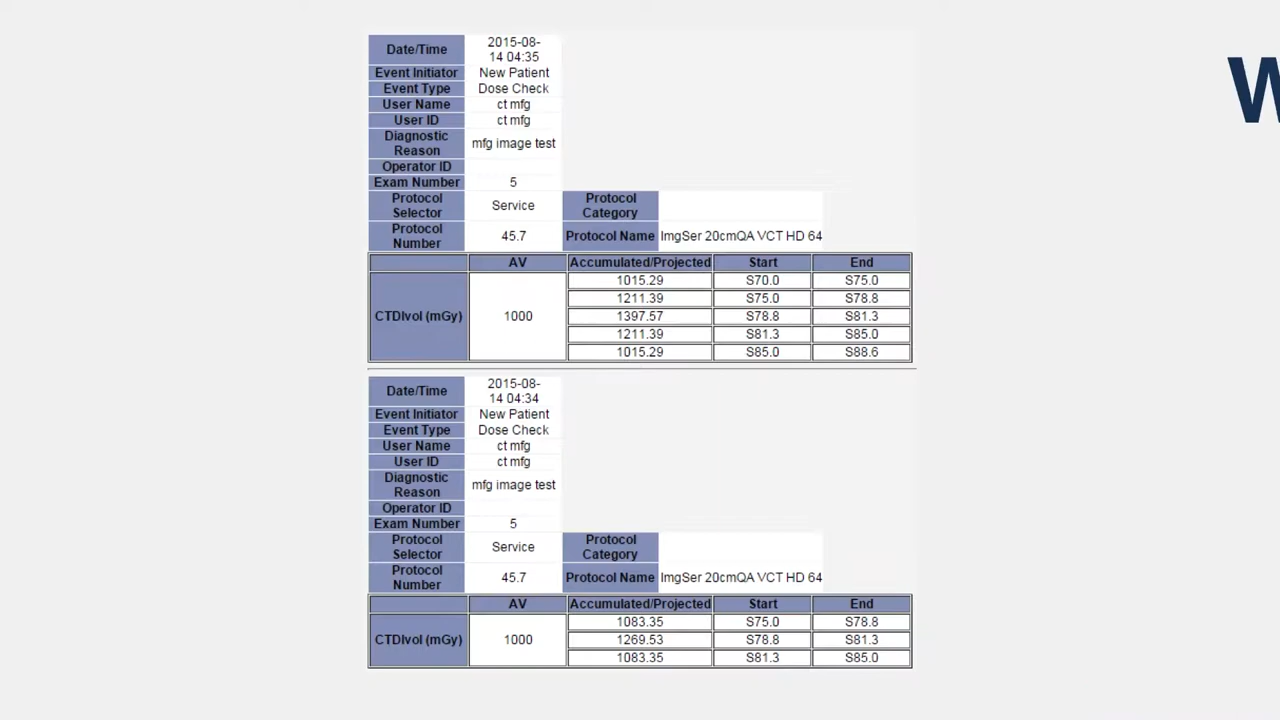 Date/Time 2015-08-
14 04:35
Event Initiator New Patient
Event Type Dose Check
User Name ct mfg
User ID ct mfg
Diagnostic
Reason mfg image test
Operator ID
Exam Number 5
Protocol
Selector Service Protocol
Category
Protocol
Number 45.7 Protocol Name ImgSer 20cmQA VCT HD 64
AV Accumulated/Projected Start End
1015.29 S70.0 S75.0
1211.39 S75.0 S78.8
CTDIvol (mGy) 1000 1397.57 S78.8 S81.3
1211.39 S81.3 S85.0
1015.29 S85.0 S88.6
Date/Time 2015-08-
14 04:34
Event Initiator New Patient
Event Type Dose Check
User Name ct mfg
User ID ct mfg
Diagnostic
Reason mfg image test
Operator ID
Exam Number 5
Protocol
Selector Service Protocol
Category
Protocol
Number 45.7 Protocol Name ImgSer 20cmQA VCT HD 64
AV Accumulated/Projected Start End
1083.35 S75.0 S78.8
CTDIvol (mGy) 1000 1269.53 S78.8 S81.3
1083.35 S81.3 S85.0